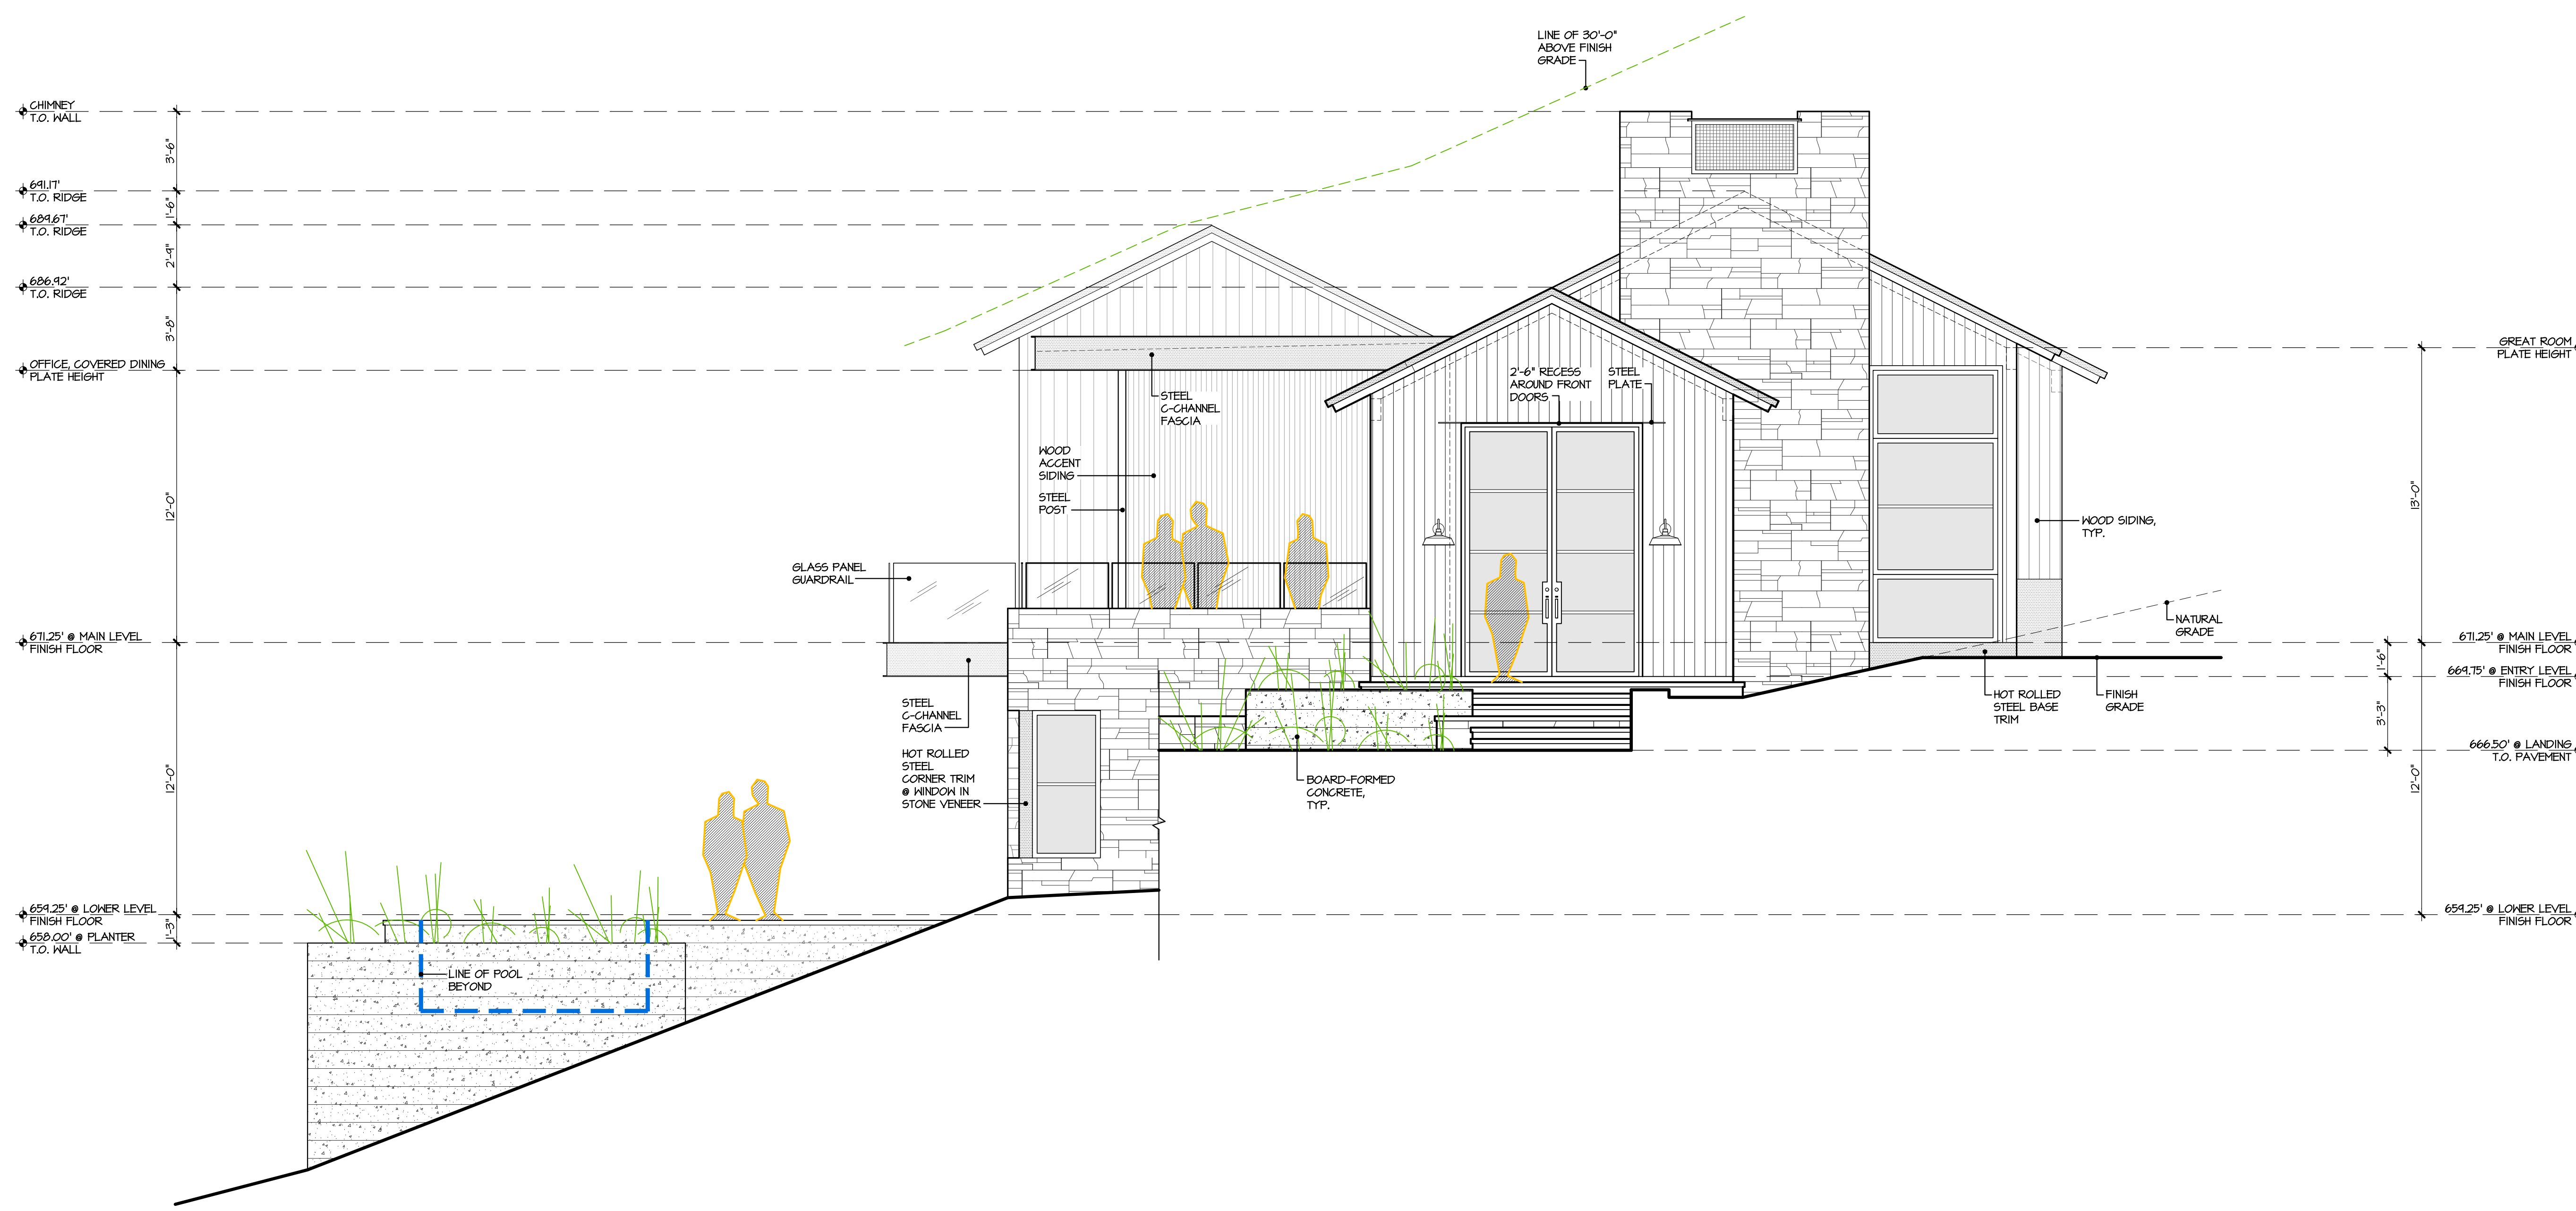 LINE OF 30'-0"
ABOVE FINISH
GRADE
CHIMNEY
T.O. WALL
3'-6"
691.17'
T.O. RIDGE
1'-6"
689.67'
T.O. RIDGE
2'-9"
686.92'
T.O. RIDGE
3'-8"
OFFICE, COVERED DINING
PLATE HEIGHT
12'-0"
671.25' @ MAIN LEVEL
FINISH FLOOR
12'-0"
659.25' @ LOWER LEVEL
FINISH FLOOR
1'-3"
658.00' @ PLANTER
T.O. WALL
LINE OF POOL
BEYOND
GLASS PANEL
GUARDRAIL
STEEL
C-CHANNEL
FASCIA
HOT ROLLED
STEEL
CORNER TRIM
@ WINDOW IN
STONE VENEER
STEEL
C-CHANNEL
FASCIA
WOOD
ACCENT
SIDING
STEEL
POST
2'-6" RECESS
AROUND FRONT
DOORS
STEEL
PLATE
BOARD-FORMED
CONCRETE,
TYP.
WOOD SIDING,
TYP.
NATURAL
GRADE
HOT ROLLED
STEEL BASE
TRIM
FINISH
GRADE
GREAT ROOM
PLATE HEIGHT
13'-0"
671.25' @ MAIN LEVEL
FINISH FLOOR
1'-6"
669.75' @ ENTRY LEVEL
FINISH FLOOR
3'-3"
666.50' @ LANDING
T.O. PAVEMENT
12'-0"
659.25' @ LOWER LEVEL
FINISH FLOOR